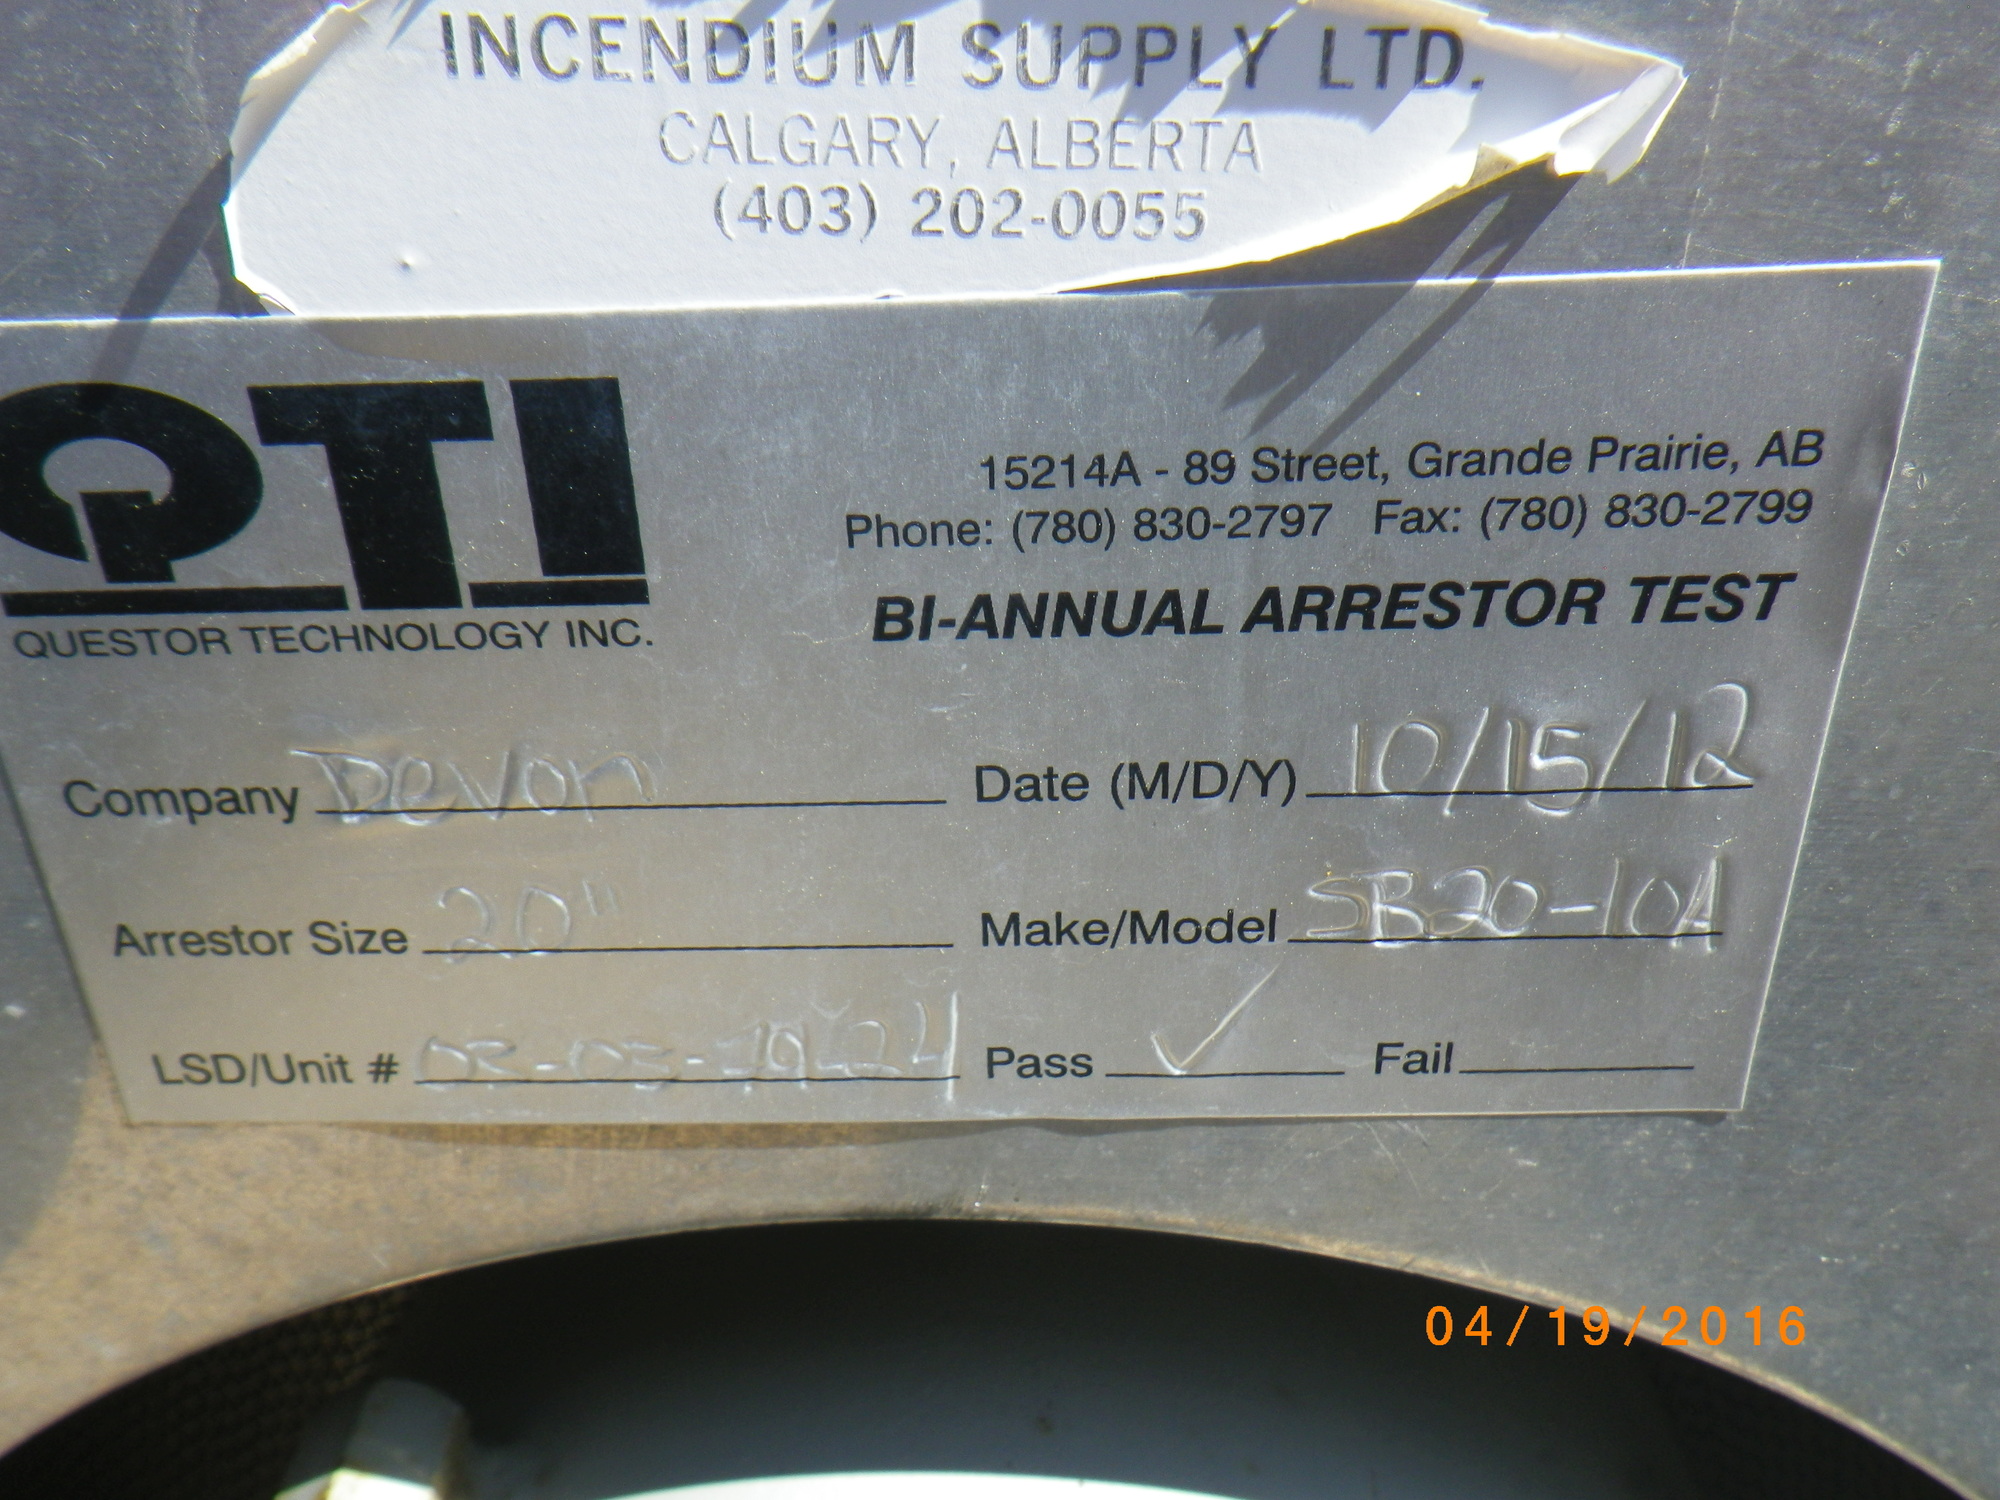 INCENDIUM SUPPLY LTD.
CALGARY, ALBERTA
(403) 202-0055
QTI
QUESTOR TECHNOLOGY INC.
15214A - 89 Street, Grande Prairie, AB
Phone: (780) 830-2797 Fax: (780) 830-2799
BI-ANNUAL ARRESTOR TEST
Company Devon Date (M/D/Y) 10/15/12
Arrestor Size 20" Make/Model SB20-10A
LSD/Unit # Pass ✓ Fail
04/19/2016